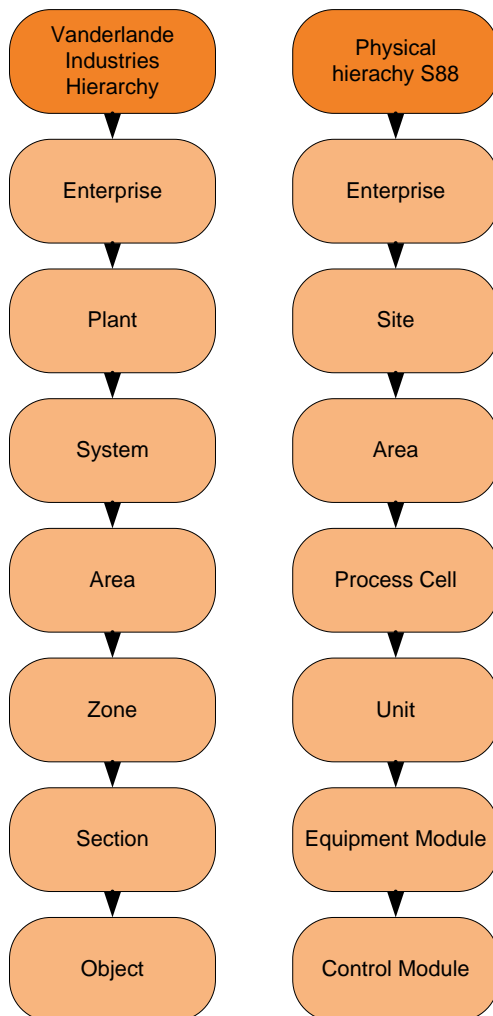 Vanderlande
Industries
Hierarchy
Enterprise
Plant
System
Area
Zone
Section
Object
Physical
hierachy S88
Enterprise
Site
Area
Process Cell
Unit
Equipment Module
Control Module